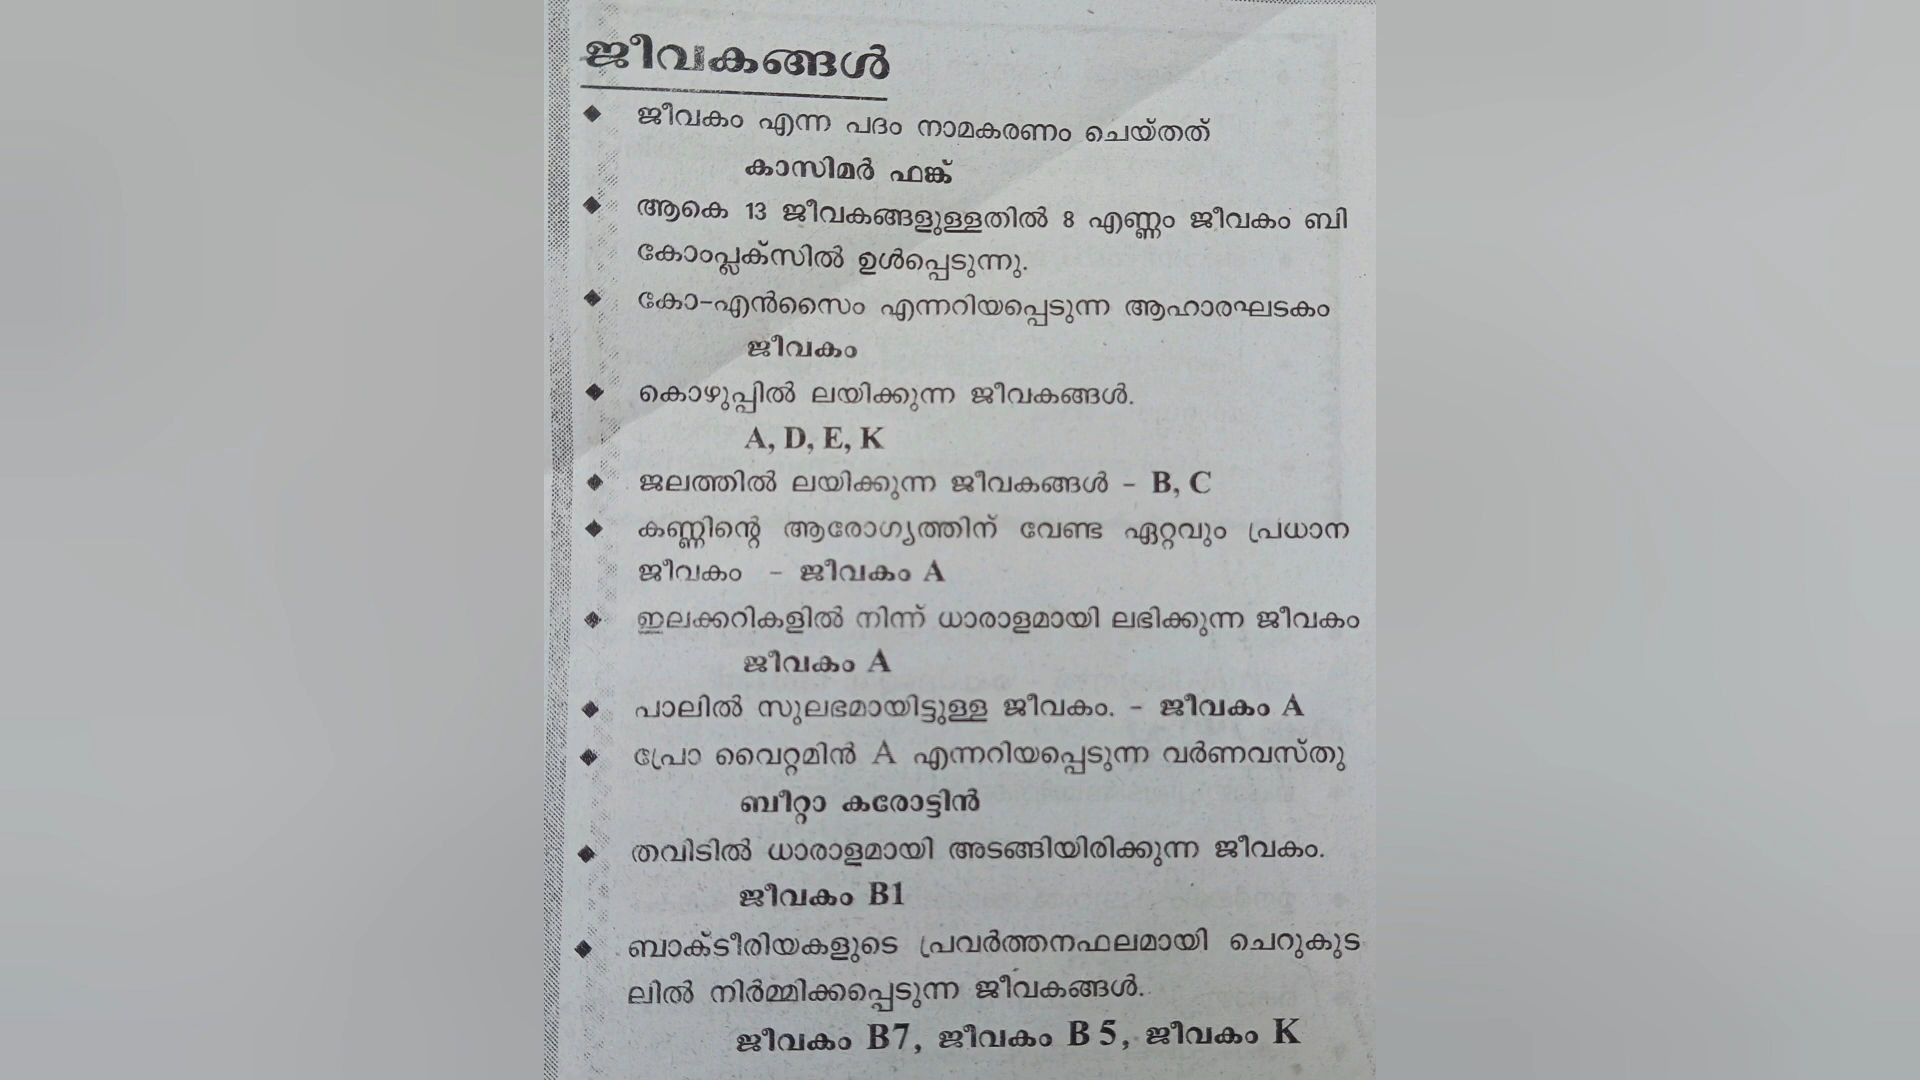 ജീവകങ്ങൾ
◆ ജീവകം എന്ന പദം നാമകരണം ചെയ്തത്
കാസിമർ ഫങ്ക്
◆ ആകെ 13 ജീവകങ്ങളുള്ളതിൽ 8 എണ്ണം ജീവകം ബി
കോംപ്ലക്സിൽ ഉൾപ്പെടുന്നു.
◆ കോ-എൻസൈം എന്നറിയപ്പെടുന്ന ആഹാരഘടകം
ജീവകം
◆ കൊഴുപ്പിൽ ലയിക്കുന്ന ജീവകങ്ങൾ.
A, D, E, K
◆ ജലത്തിൽ ലയിക്കുന്ന ജീവകങ്ങൾ - B, C
◆ കണ്ണിന്റെ ആരോഗ്യത്തിന് വേണ്ട ഏറ്റവും പ്രധാന
ജീവകം - ജീവകം A
◆ ഇലക്കറികളിൽ നിന്ന് ധാരാളമായി ലഭിക്കുന്ന ജീവകം
ജീവകം A
◆ പാലിൽ സുലഭമായിട്ടുള്ള ജീവകം. - ജീവകം A
◆ പ്രോ വൈറ്റമിൻ A എന്നറിയപ്പെടുന്ന വർണവസ്തു
ബീറ്റാ കരോട്ടിൻ
◆ തവിടിൽ ധാരാളമായി അടങ്ങിയിരിക്കുന്ന ജീവകം.
ജീവകം B1
◆ ബാക്ടീരിയകളുടെ പ്രവർത്തനഫലമായി ചെറുകുട
ലിൽ നിർമ്മിക്കപ്പെടുന്ന ജീവകങ്ങൾ.
ജീവകം B7, ജീവകം B 5, ജീവകം K